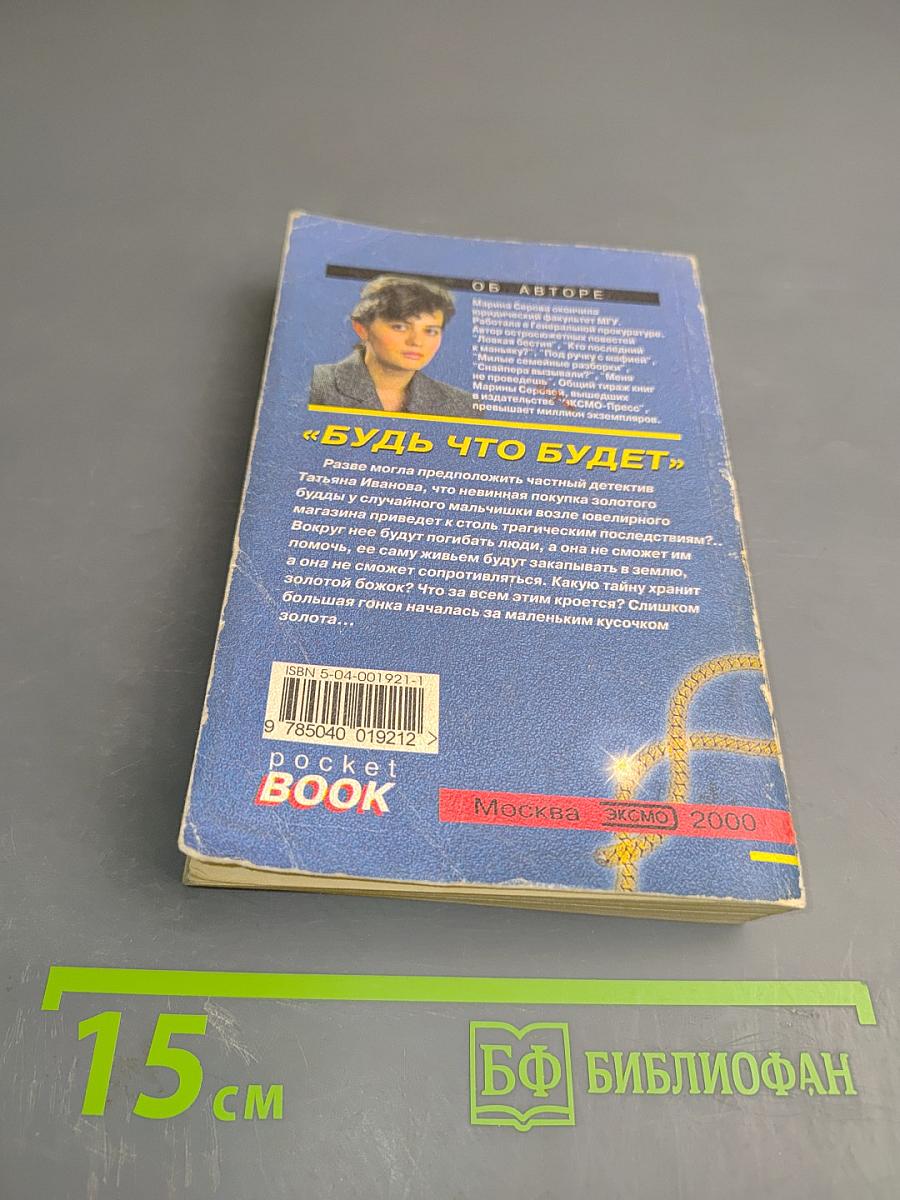 ОБ АВТОРЕ
Марина Серова окончила
юридический факультет МГУ.
Работала в Генеральной прокуратуре.
Автор остросюжетных повестей
"Ловкая бестия", "Кто последний
к маньяку?", "Под ручку с мафией",
"Милые семейные разборки",
"Снайпера вызывали?", "Меня
не проведешь". Общий тираж книг
Марины Серовой, вышедших
в издательстве "ЭКСМО-Пресс",
превышает миллион экземпляров.
«БУДЬ ЧТО БУДЕТ»
Разве могла предположить частный детектив
Татьяна Иванова, что невинная покупка золотого
будды у случайного мальчишки возле ювелирного
магазина приведет к столь трагическим последствиям?..
Вокруг нее будут погибать люди, а она не сможет им
помочь, ее саму живьем будут закапывать в землю,
а она не сможет сопротивляться. Какую тайну хранит
золотой божок? Что за всем этим кроется? Слишком
большая гонка началась за маленьким кусочком
золота...
ISBN 5-04-001921-1
9 785040 019212 >
pocket
BOOK
Москва ЭКСМО 2000
15 см
БФ БИБЛИОФАН